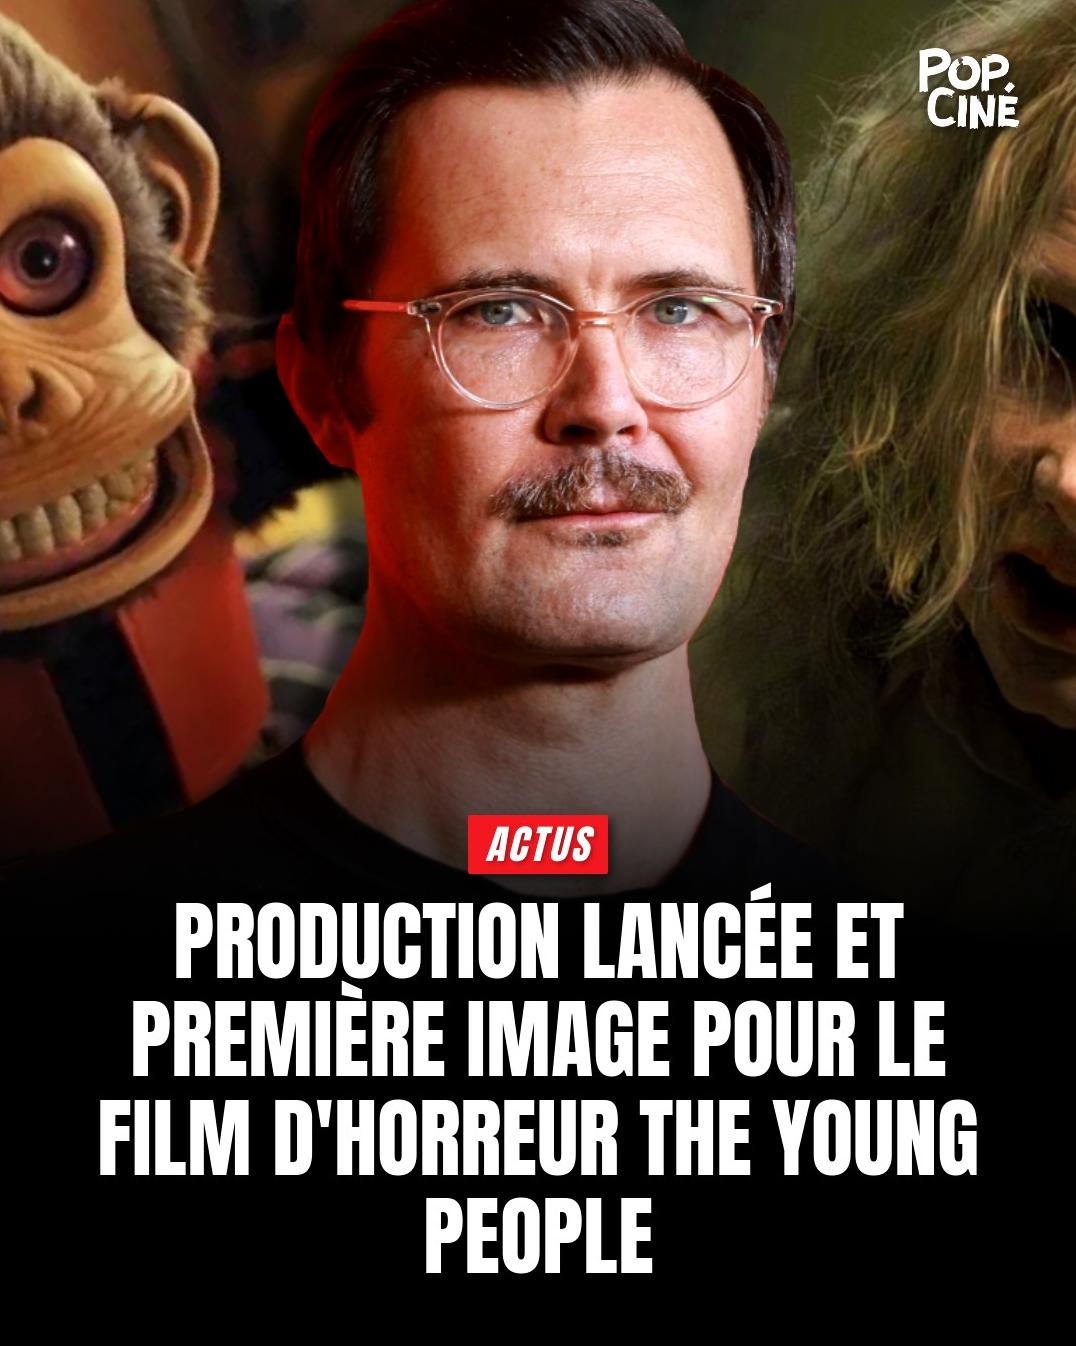 POP.
CINÉ
ACTUS
PRODUCTION LANCÉE ET
PREMIÈRE IMAGE POUR LE
FILM D'HORREUR THE YOUNG
PEOPLE